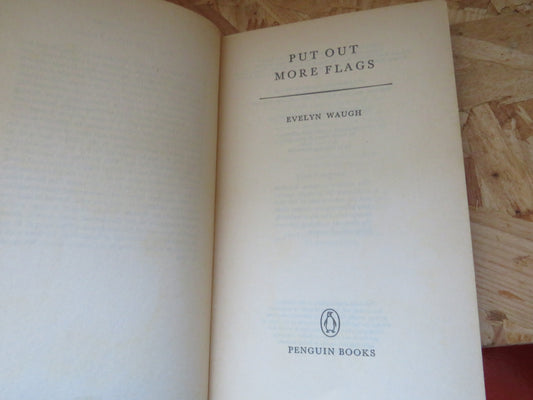 PUT OUT
MORE FLAGS
EVELYN WAUGH
PENGUIN BOOKS